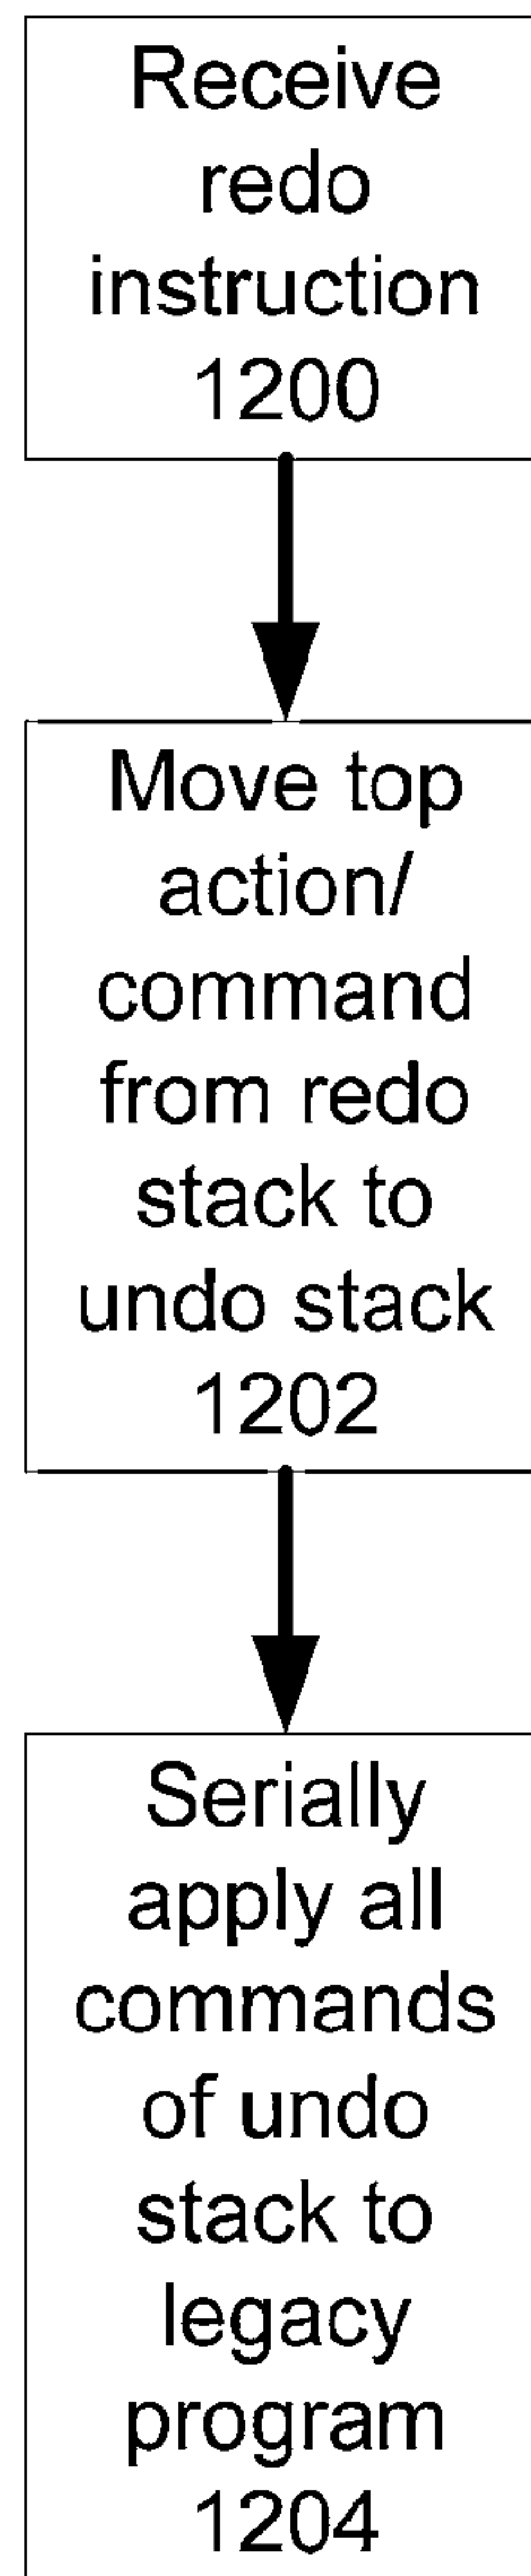 Receive
redo
instruction
1200
Move top
action/
command
from redo
stack to
undo stack
1202
Serially
apply all
commands
of undo
stack to
legacy
program
1204